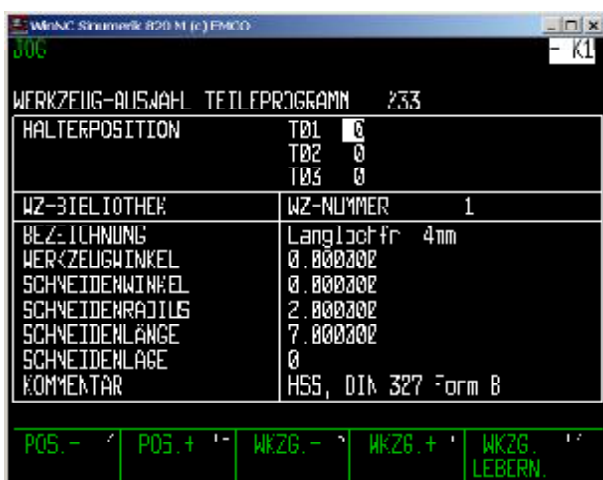 WinNC Sinumerik 820 M (c) EMCO
JOG - K1
WERKZEUG-AUSWAHL TEILEPROGRAMM 233
HALTERPOSITION T01 0
T02 0
T03 0
WZ-BIBLIOTHEK WZ-NUMMER 1
BEZEICHNUNG Langlochfr 4mm
WERKZEUGWINKEL 0.000000
SCHNEIDENWINKEL 0.000000
SCHNEIDENRADIUS 2.000000
SCHNEIDENLÄNGE 7.000000
SCHNEIDENLAGE 0
KOMMENTAR HSS, DIN 327 Form B
POS.- POS.+ WKZG.- WKZG.+ WKZG.
LEBERN.